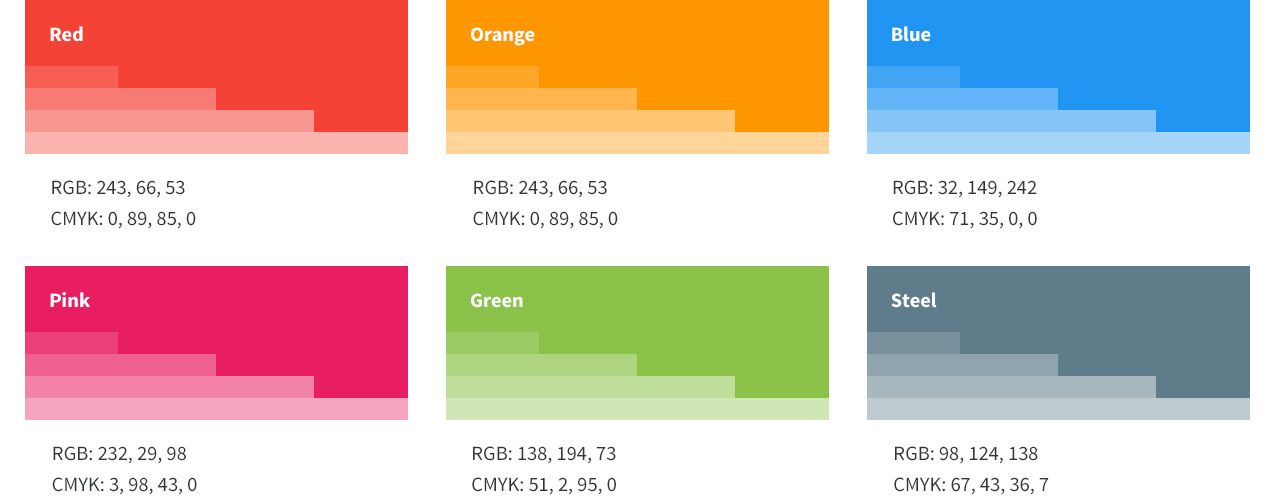 Red
Orange
Blue
RGB: 243, 66, 53
CMYK: 0, 89, 85, 0
RGB: 243, 66, 53
CMYK: 0, 89, 85, 0
RGB: 32, 149, 242
CMYK: 71, 35, 0, 0
Pink
Green
Steel
RGB: 232, 29, 98
CMYK: 3, 98, 43, 0
RGB: 138, 194, 73
CMYK: 51, 2, 95, 0
RGB: 98, 124, 138
CMYK: 67, 43, 36, 7